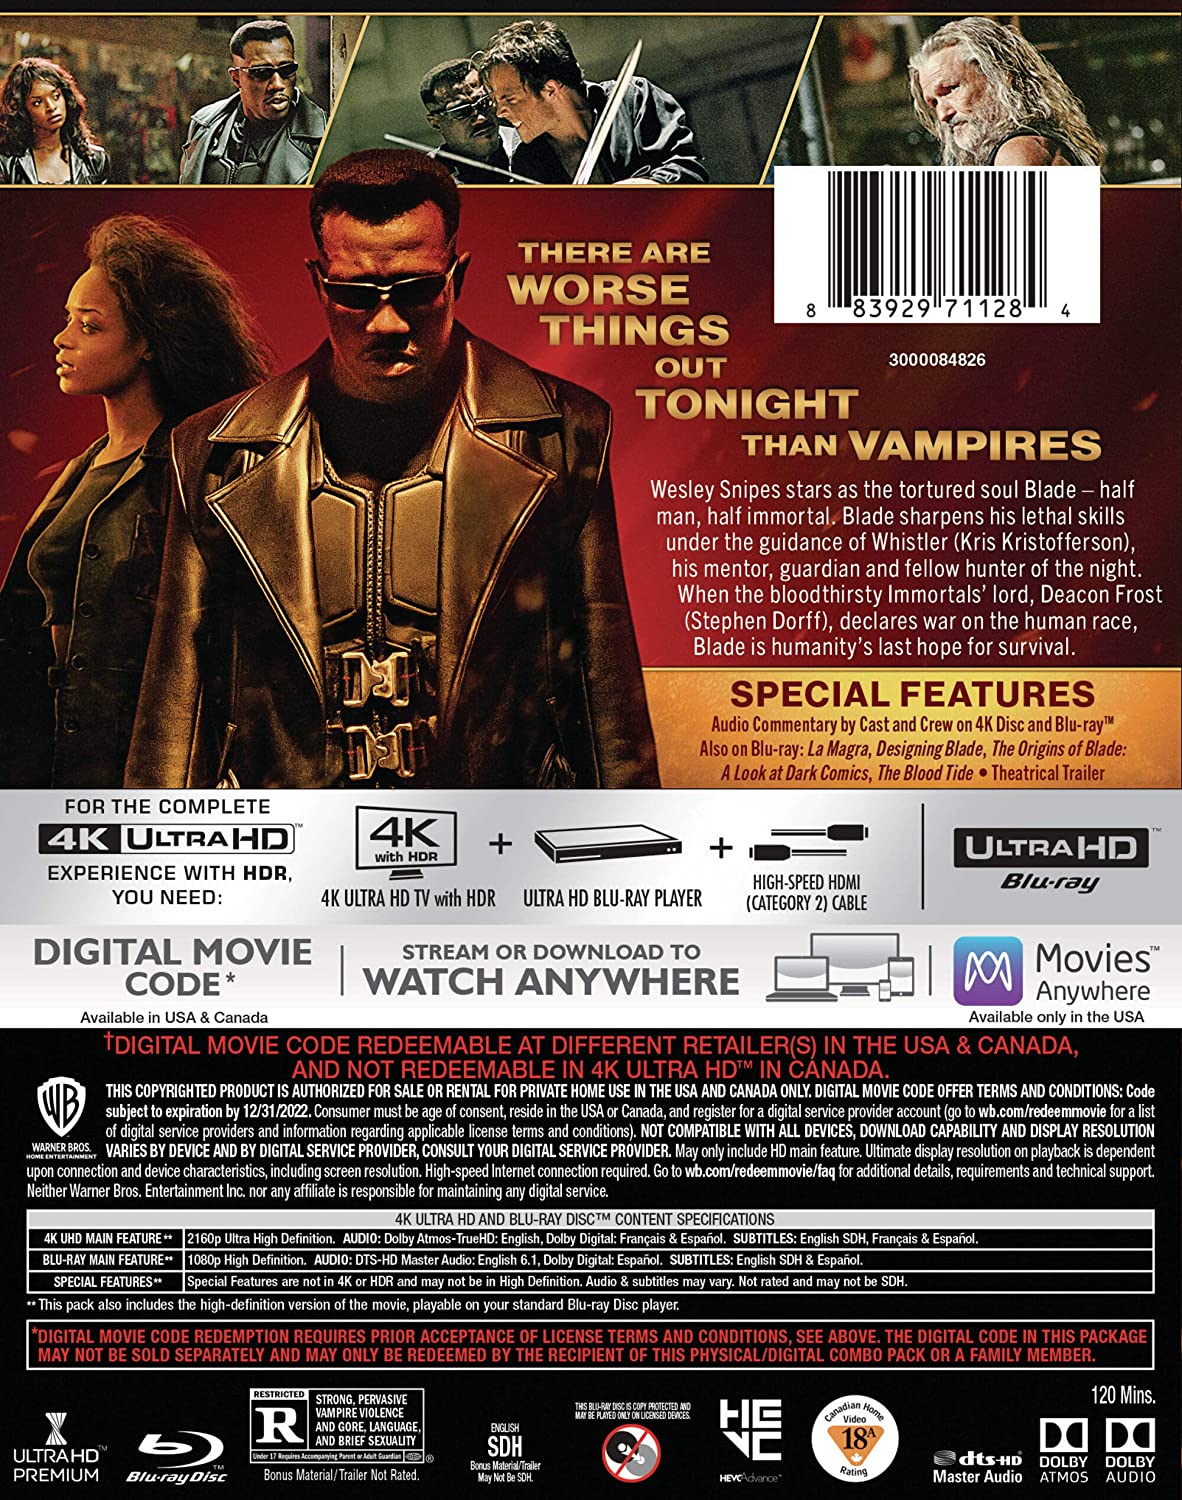 THERE ARE
WORSE
THINGS
OUT
TONIGHT
THAN VAMPIRES
8 83929 71128 4
3000084826
Wesley Snipes stars as the tortured soul Blade – half
man, half immortal. Blade sharpens his lethal skills
under the guidance of Whistler (Kris Kristofferson),
his mentor, guardian and fellow hunter of the night.
When the bloodthirsty Immortals' lord, Deacon Frost
(Stephen Dorff), declares war on the human race,
Blade is humanity's last hope for survival.
SPECIAL FEATURES
Audio Commentary by Cast and Crew on 4K Disc and Blu-ray™
Also on Blu-ray: La Magra, Designing Blade, The Origins of Blade:
A Look at Dark Comics, The Blood Tide • Theatrical Trailer
FOR THE COMPLETE
4K ULTRA HD™
EXPERIENCE WITH HDR,
YOU NEED:
4K
with HDR
4K ULTRA HD TV with HDR
+
ULTRA HD BLU-RAY PLAYER
+
HIGH-SPEED HDMI
(CATEGORY 2) CABLE
ULTRA HD™
Blu-ray
DIGITAL MOVIE
CODE*
Available in USA & Canada
STREAM OR DOWNLOAD TO
WATCH ANYWHERE
Movies™
Anywhere
Available only in the USA
†DIGITAL MOVIE CODE REDEEMABLE AT DIFFERENT RETAILER(S) IN THE USA & CANADA,
AND NOT REDEEMABLE IN 4K ULTRA HD™ IN CANADA.
WB
WARNER BROS.
HOME ENTERTAINMENT
THIS COPYRIGHTED PRODUCT IS AUTHORIZED FOR SALE OR RENTAL FOR PRIVATE HOME USE IN THE USA AND CANADA ONLY. DIGITAL MOVIE CODE OFFER TERMS AND CONDITIONS: Code
subject to expiration by 12/31/2022. Consumer must be age of consent, reside in the USA or Canada, and register for a digital service provider account (go to wb.com/redeemmovie for a list
of digital service providers and information regarding applicable license terms and conditions). NOT COMPATIBLE WITH ALL DEVICES, DOWNLOAD CAPABILITY AND DISPLAY RESOLUTION
VARIES BY DEVICE AND BY DIGITAL SERVICE PROVIDER, CONSULT YOUR DIGITAL SERVICE PROVIDER. May only include HD main feature. Ultimate display resolution on playback is dependent
upon connection and device characteristics, including screen resolution. High-speed Internet connection required. Go to wb.com/redeemmovie/faq for additional details, requirements and technical support.
Neither Warner Bros. Entertainment Inc. nor any affiliate is responsible for maintaining any digital service.
4K ULTRA HD AND BLU-RAY DISC™ CONTENT SPECIFICATIONS
4K UHD MAIN FEATURE** 2160p Ultra High Definition. AUDIO: Dolby Atmos-TrueHD: English, Dolby Digital: Français & Español. SUBTITLES: English SDH, Français & Español.
BLU-RAY MAIN FEATURE** 1080p High Definition. AUDIO: DTS-HD Master Audio: English 6.1, Dolby Digital: Español. SUBTITLES: English SDH & Español.
SPECIAL FEATURES** Special Features are not in 4K or HDR and may not be in High Definition. Audio & subtitles may vary. Not rated and may not be SDH.
** This pack also includes the high-definition version of the movie, playable on your standard Blu-ray Disc player.
*DIGITAL MOVIE CODE REDEMPTION REQUIRES PRIOR ACCEPTANCE OF LICENSE TERMS AND CONDITIONS, SEE ABOVE. THE DIGITAL CODE IN THIS PACKAGE
MAY NOT BE SOLD SEPARATELY AND MAY ONLY BE REDEEMED BY THE RECIPIENT OF THIS PHYSICAL/DIGITAL COMBO PACK OR A FAMILY MEMBER.
ULTRA HD™
PREMIUM
Blu-ray Disc™
RESTRICTED
R
STRONG, PERVASIVE
VAMPIRE VIOLENCE
AND GORE, LANGUAGE,
AND BRIEF SEXUALITY
Under 17 Requires Accompanying Parent or Adult Guardian ®
Bonus Material/Trailer Not Rated.
ENGLISH
SDH
Bonus Material/Trailer
May Not Be SDH.
THIS BLU-RAY DISC IS COPY PROTECTED AND
MAY BE PLAYED ONLY ON LICENSED DEVICES.
HEVC
HEVCAdvance™
Canadian Home
Video
18A
Rating
120 Mins.
dts-HD
Master Audio
DOLBY
ATMOS
DOLBY
AUDIO